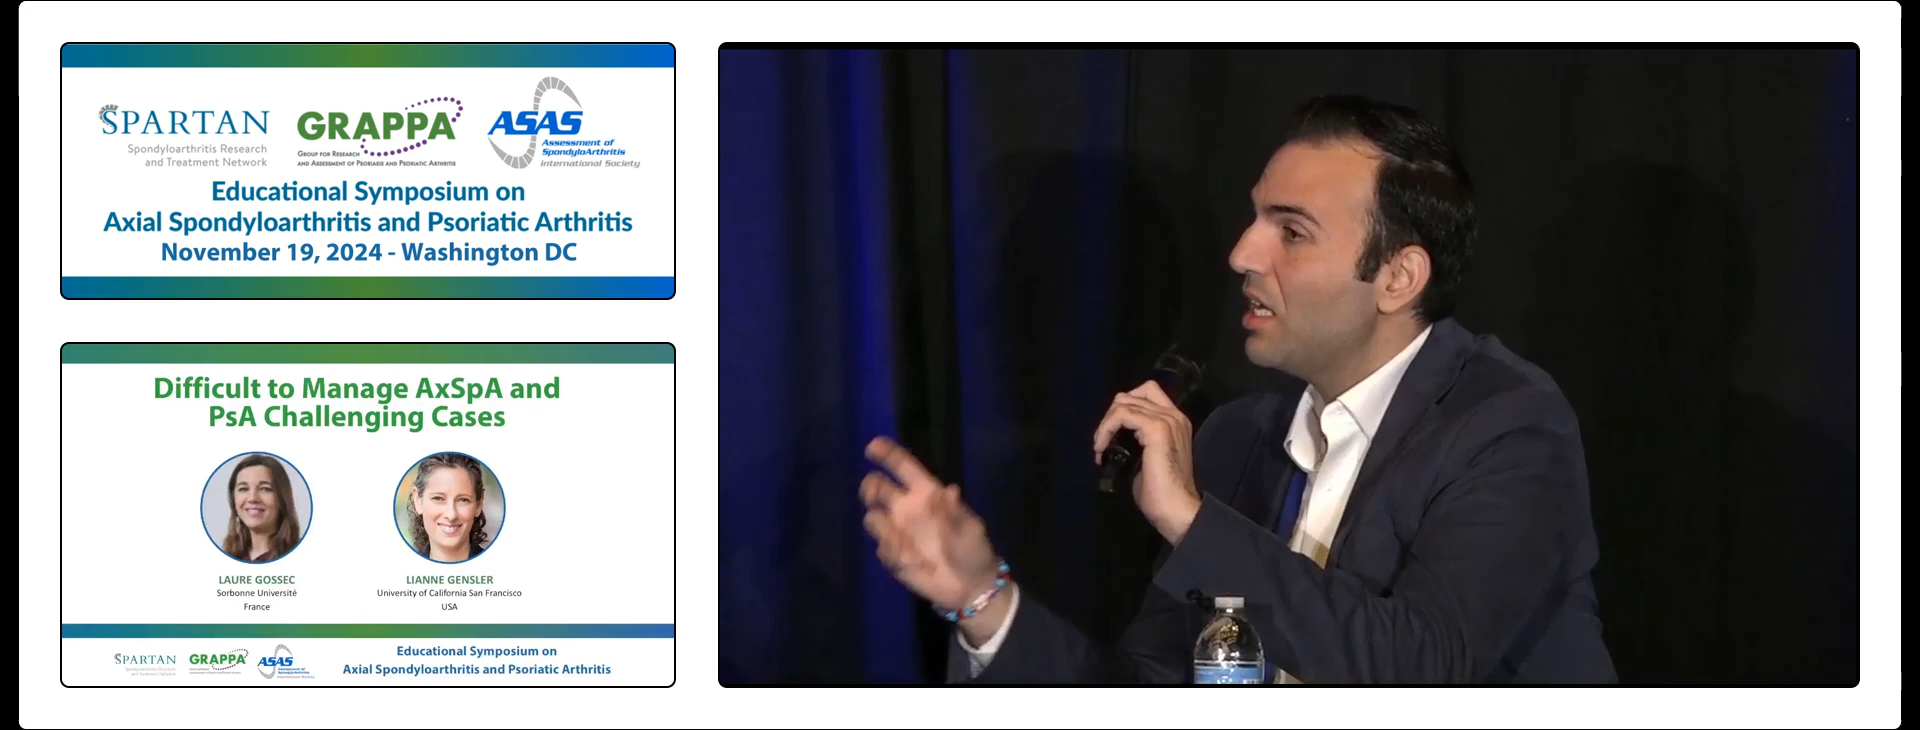 SPARTAN
Spondyloarthritis Research
and Treatment Network
GRAPPA
GROUP FOR RESEARCH
AND ASSESSMENT OF PSORIASIS AND PSORIATIC ARTHRITIS
ASAS
Assessment of
SpondyloArthritis
International Society
Educational Symposium on
Axial Spondyloarthritis and Psoriatic Arthritis
November 19, 2024 - Washington DC
Difficult to Manage AxSpA and
PsA Challenging Cases
LAURE GOSSEC
Sorbonne Université
France
LIANNE GENSLER
University of California San Francisco
USA
SPARTAN
GRAPPA
ASAS
Educational Symposium on
Axial Spondyloarthritis and Psoriatic Arthritis